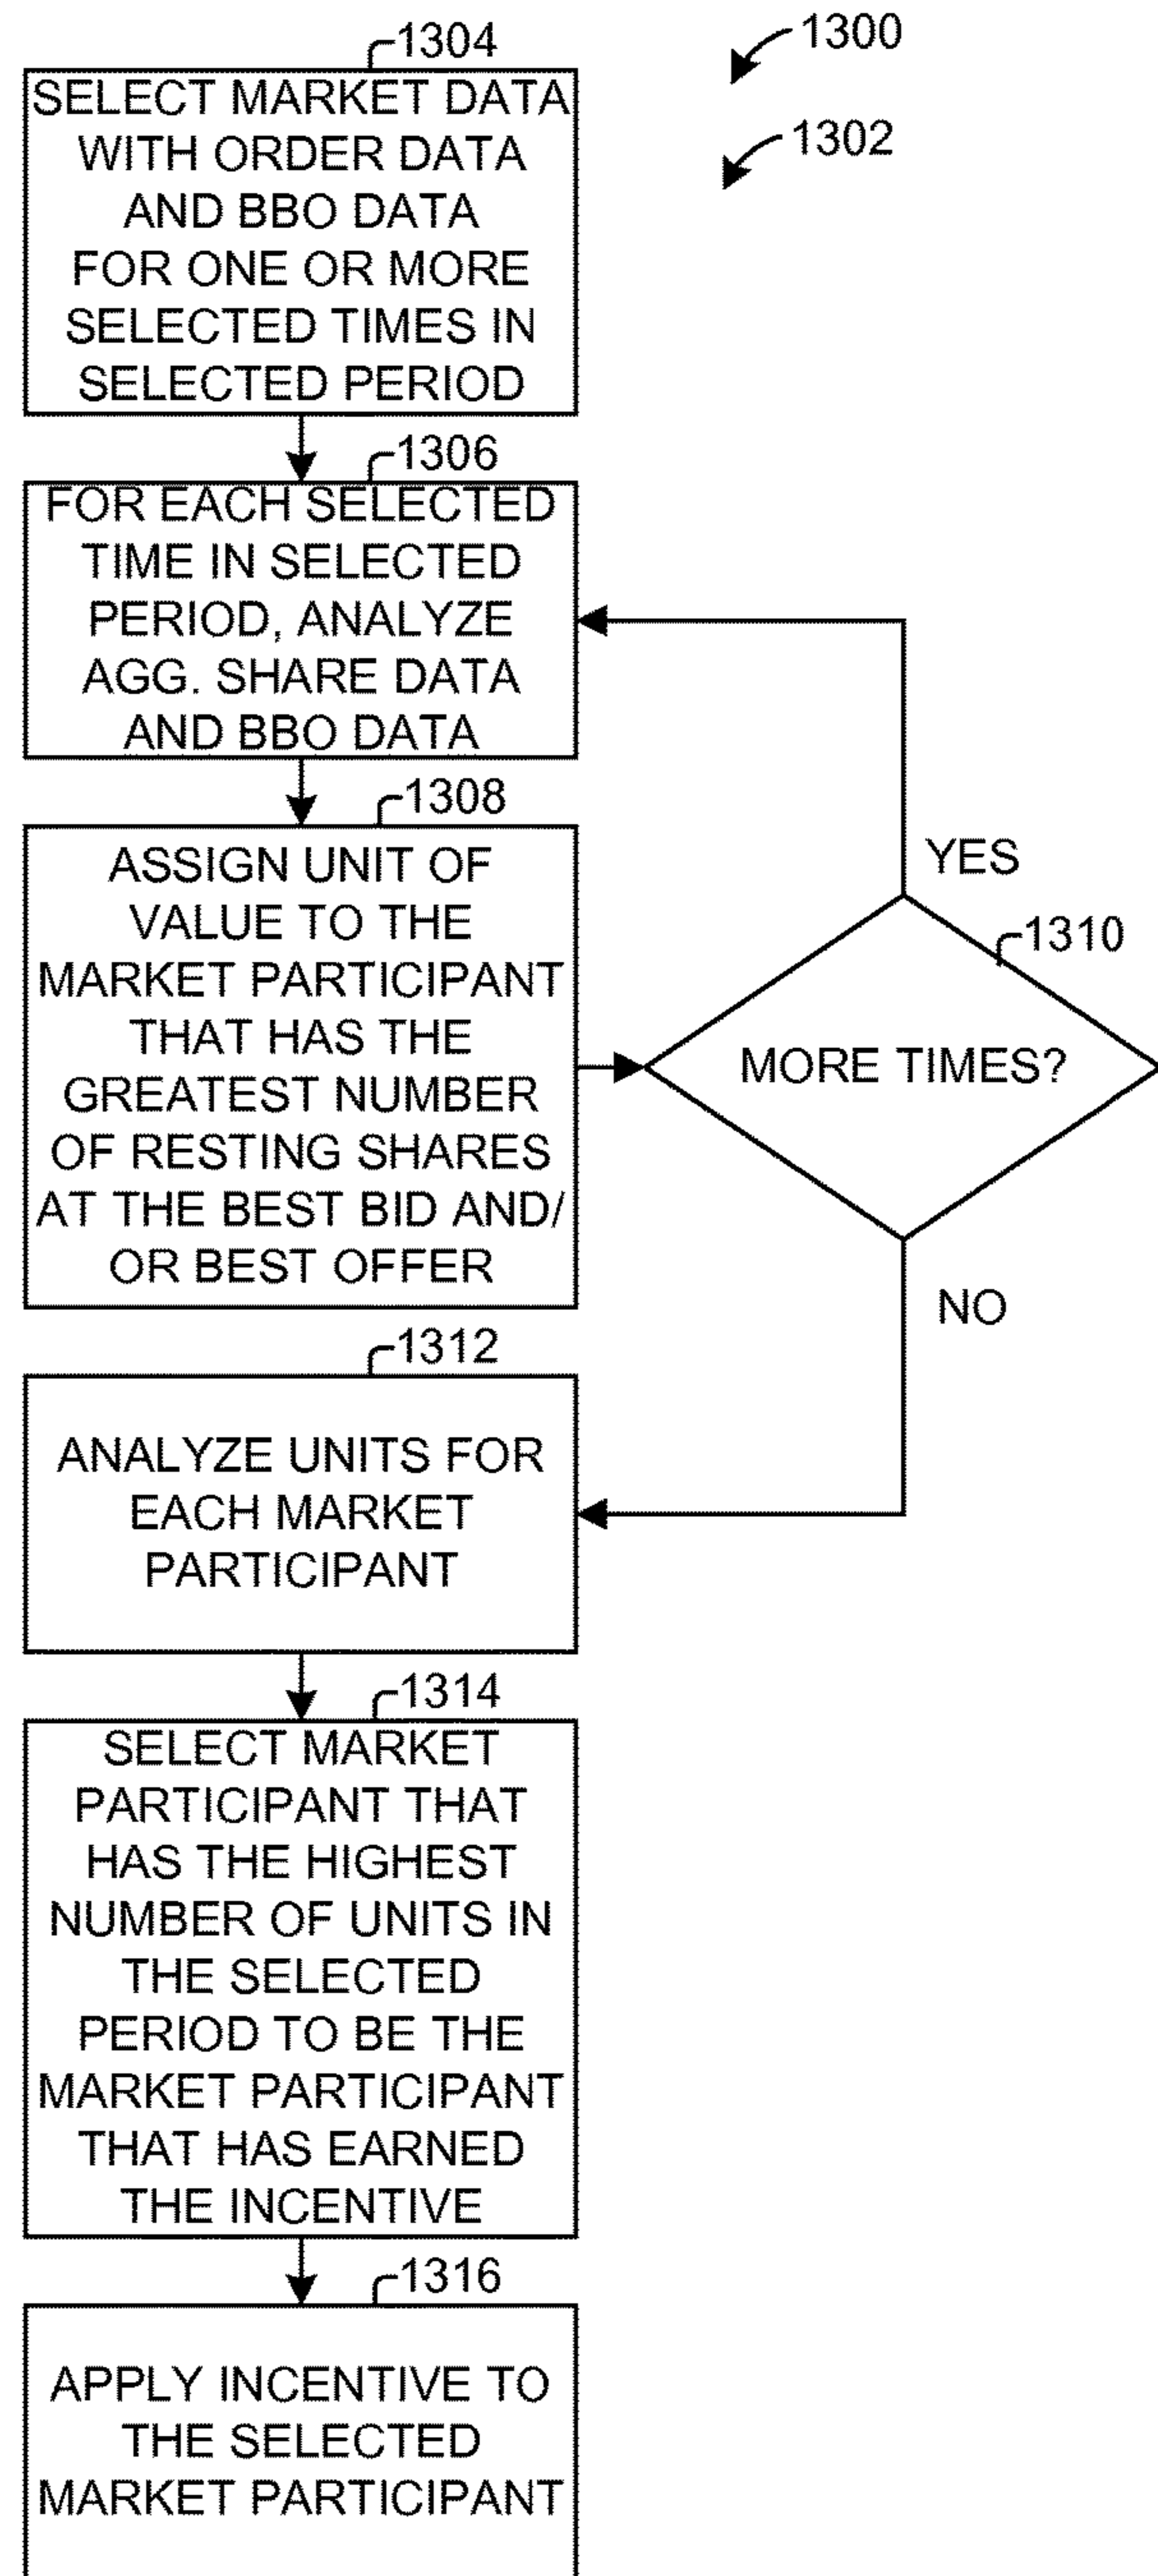 1300
1302
1304
SELECT MARKET DATA
WITH ORDER DATA
AND BBO DATA
FOR ONE OR MORE
SELECTED TIMES IN
SELECTED PERIOD
1306
FOR EACH SELECTED
TIME IN SELECTED
PERIOD, ANALYZE
AGG. SHARE DATA
AND BBO DATA
1308
ASSIGN UNIT OF
VALUE TO THE
MARKET PARTICIPANT
THAT HAS THE
GREATEST NUMBER
OF RESTING SHARES
AT THE BEST BID AND/
OR BEST OFFER
YES
1310
MORE TIMES?
NO
1312
ANALYZE UNITS FOR
EACH MARKET
PARTICIPANT
1314
SELECT MARKET
PARTICIPANT THAT
HAS THE HIGHEST
NUMBER OF UNITS IN
THE SELECTED
PERIOD TO BE THE
MARKET PARTICIPANT
THAT HAS EARNED
THE INCENTIVE
1316
APPLY INCENTIVE TO
THE SELECTED
MARKET PARTICIPANT